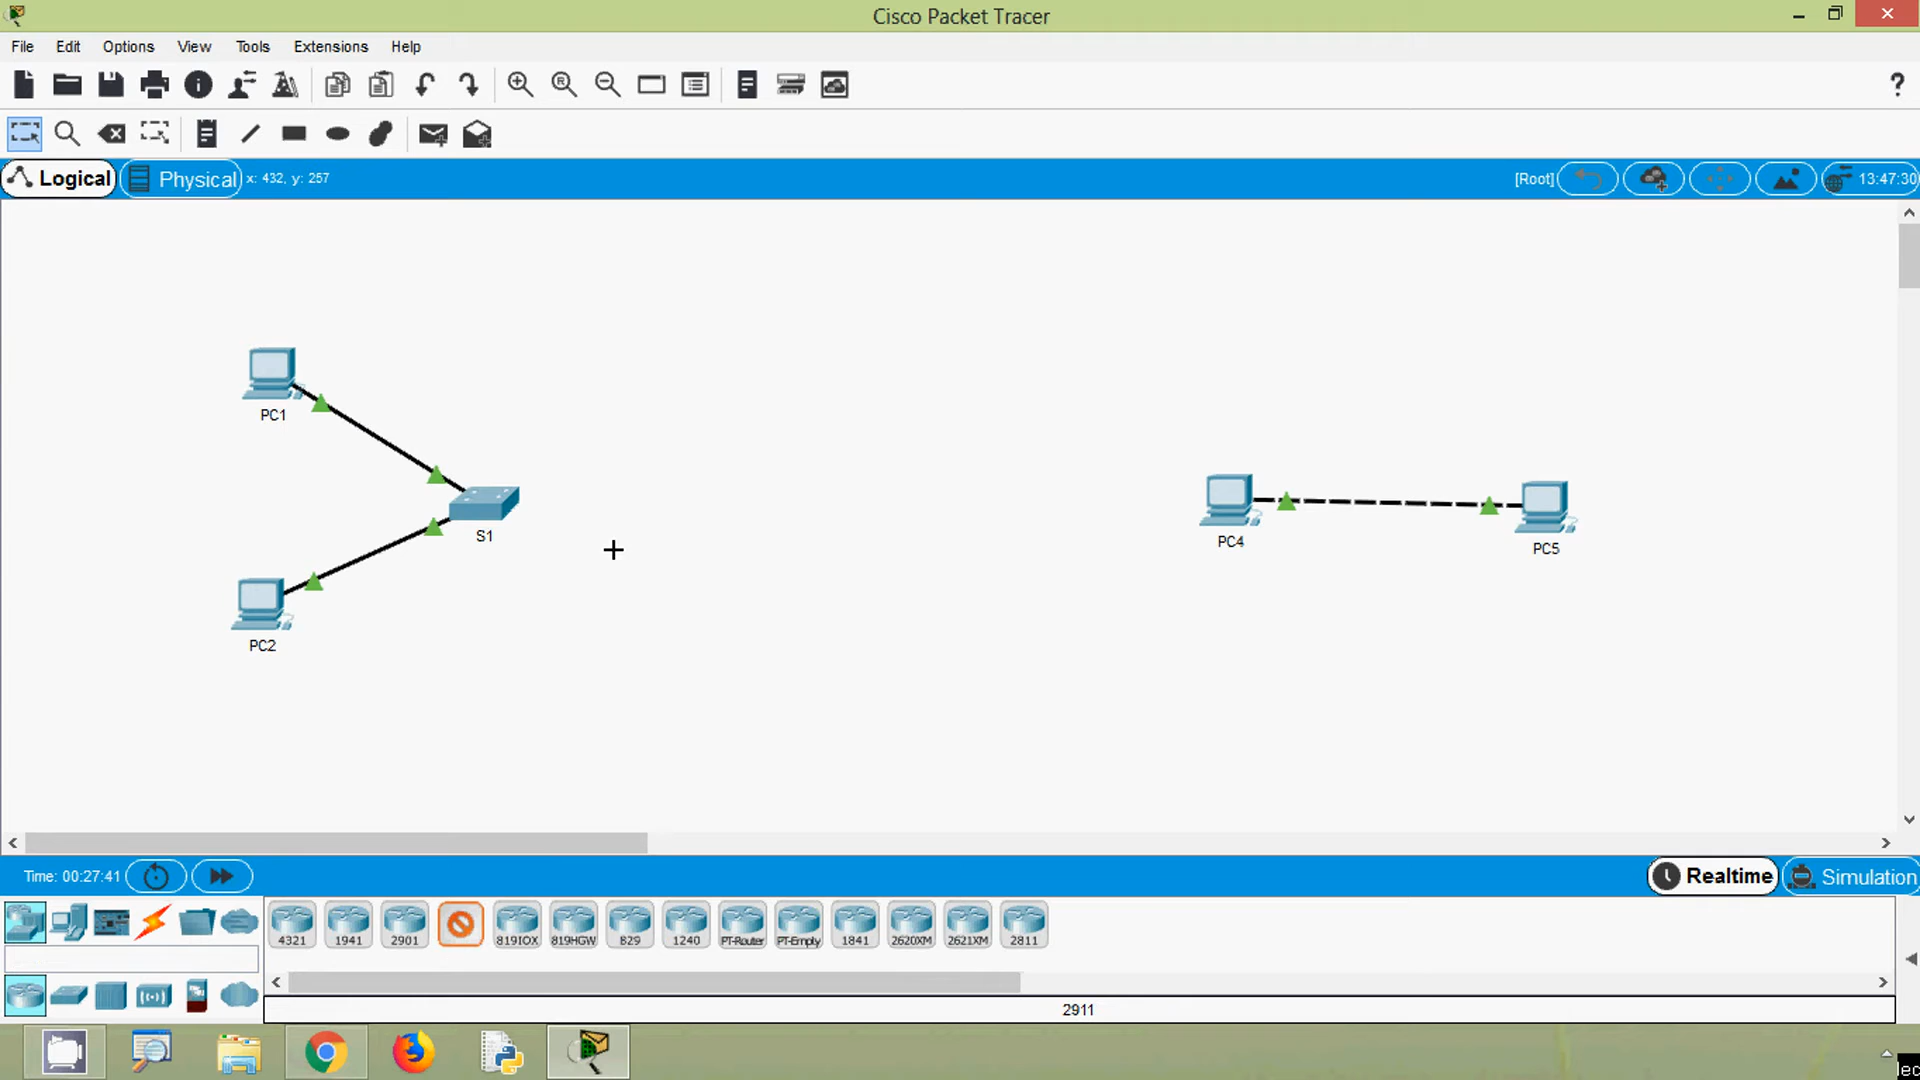 Cisco Packet Tracer
File Edit Options View Tools Extensions Help
Logical Physical x: 432, y: 257 [Root] 13:47:30
PC1
S1
PC2
PC4
PC5
Time: 00:27:41 Realtime Simulation
4321 1941 2901 819IOX 819HGW 829 1240 PT-Router PT-Empty 1841 2620XM 2621XM 2811
2911